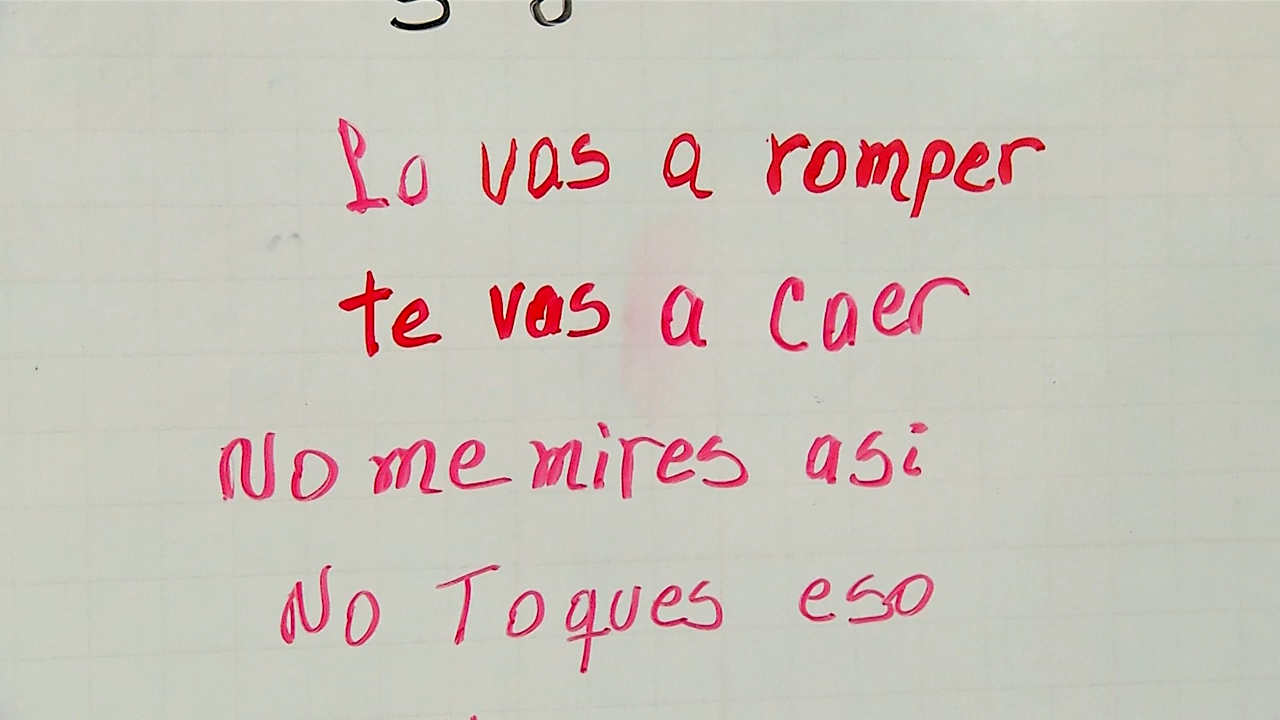 Lo vas a romper
te vas a caer
No me mires asi
No Toques eso